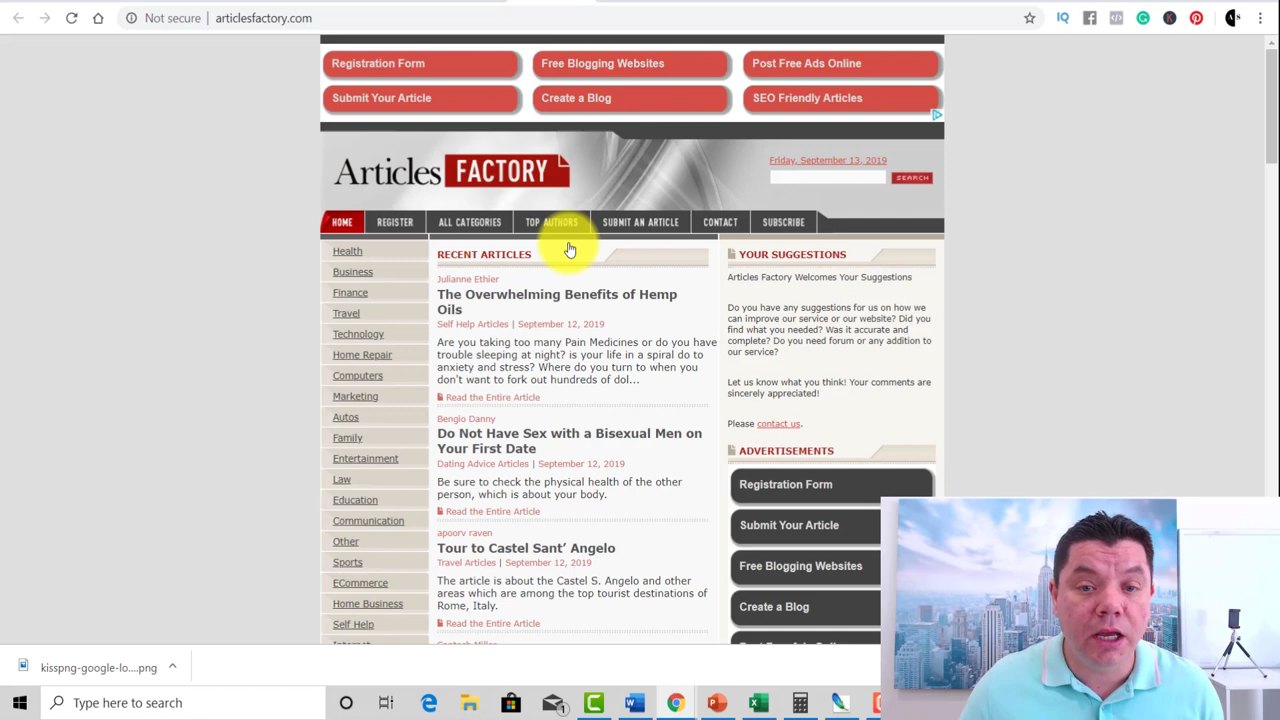 Not secure | articlesfactory.com
Registration Form
Free Blogging Websites
Post Free Ads Online
Submit Your Article
Create a Blog
SEO Friendly Articles
Articles FACTORY
Friday, September 13, 2019
SEARCH
HOME
REGISTER
ALL CATEGORIES
TOP AUTHORS
SUBMIT AN ARTICLE
CONTACT
SUBSCRIBE
Health
Business
Finance
Travel
Technology
Home Repair
Computers
Marketing
Autos
Family
Entertainment
Law
Education
Communication
Other
Sports
ECommerce
Home Business
Self Help
RECENT ARTICLES
Julianne Ethier
The Overwhelming Benefits of Hemp
Oils
Self Help Articles | September 12, 2019
Are you taking too many Pain Medicines or do you have
trouble sleeping at night? is your life in a spiral do to
anxiety and stress? Where do you turn to when you
don't want to fork out hundreds of dol...
Read the Entire Article
Bengio Danny
Do Not Have Sex with a Bisexual Men on
Your First Date
Dating Advice Articles | September 12, 2019
Be sure to check the physical health of the other
person, which is about your body.
Read the Entire Article
apoorv raven
Tour to Castel Sant’ Angelo
Travel Articles | September 12, 2019
The article is about the Castel S. Angelo and other
areas which are among the top tourist destinations of
Rome, Italy.
Read the Entire Article
YOUR SUGGESTIONS
Articles Factory Welcomes Your Suggestions
Do you have any suggestions for us on how we
can improve our service or our website? Did you
find what you needed? Was it accurate and
complete? Do you need forum or any addition to
our service?
Let us know what you think! Your comments are
sincerely appreciated!
Please contact us.
ADVERTISEMENTS
Registration Form
Submit Your Article
Free Blogging Websites
Create a Blog
kisspng-google-lo....png
Type here to search